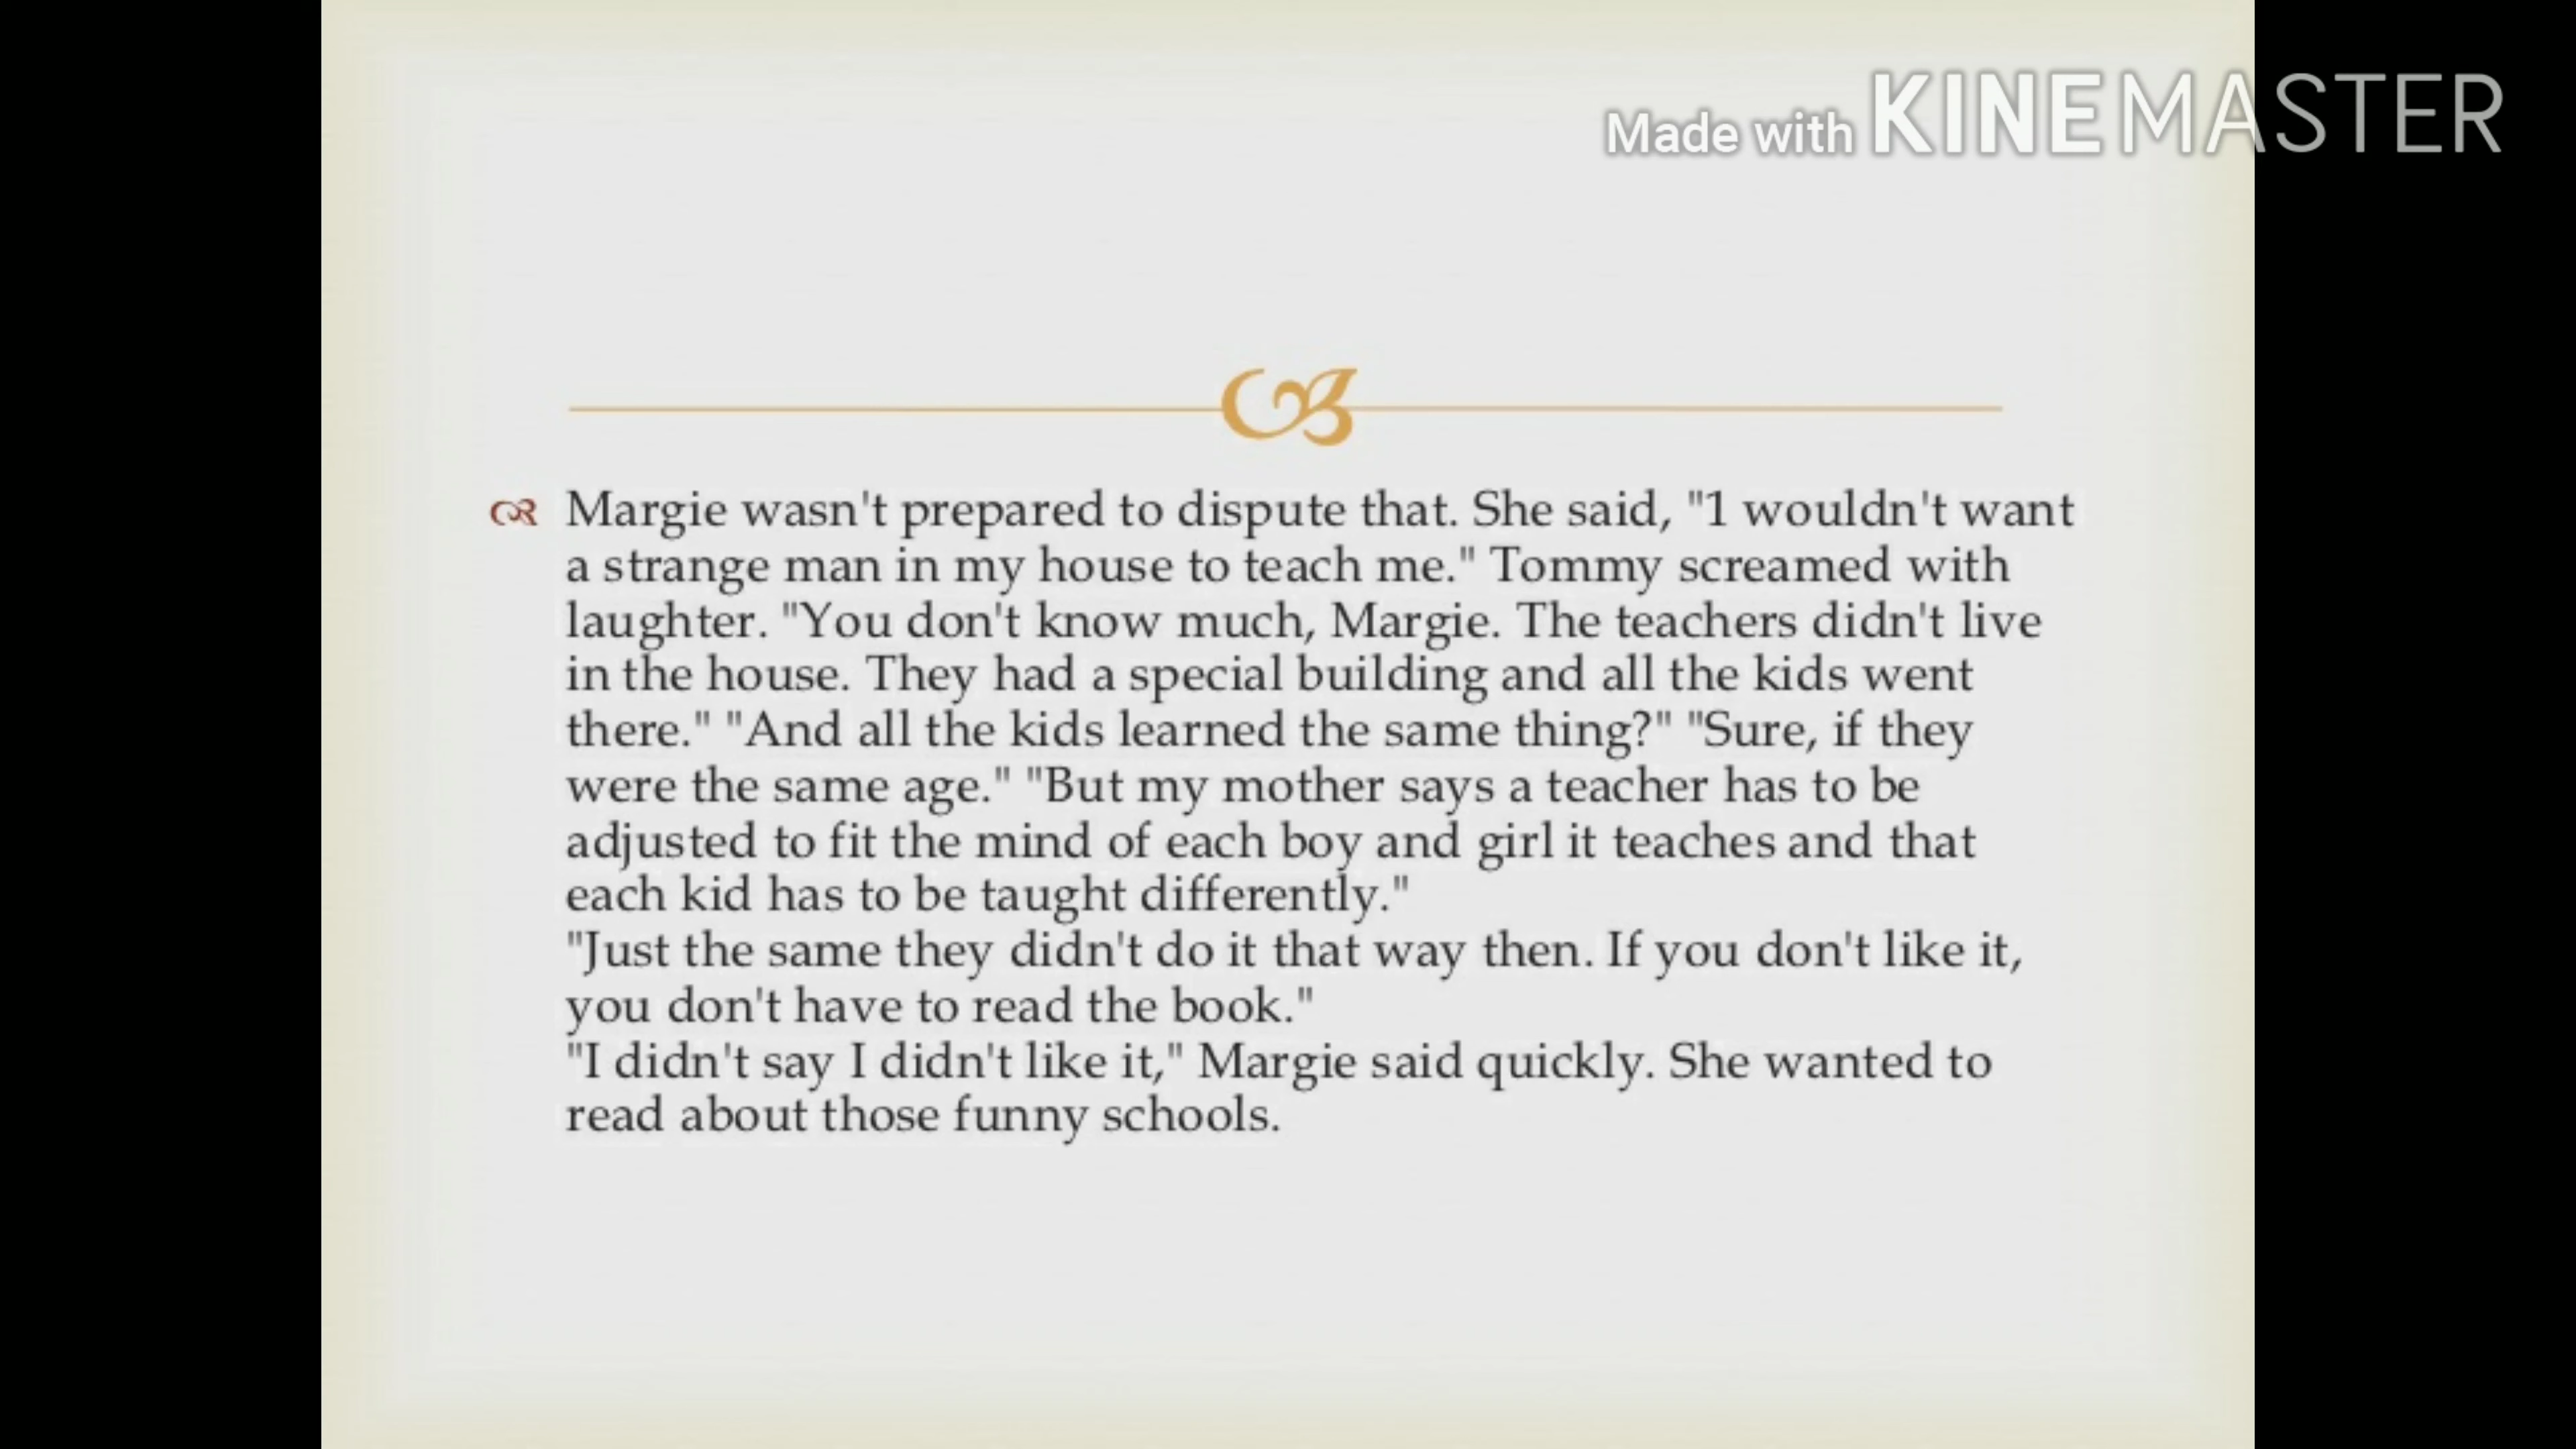 Made with KINEMASTER
Margie wasn't prepared to dispute that. She said, "1 wouldn't want
a strange man in my house to teach me." Tommy screamed with
laughter. "You don't know much, Margie. The teachers didn't live
in the house. They had a special building and all the kids went
there." "And all the kids learned the same thing?" "Sure, if they
were the same age." "But my mother says a teacher has to be
adjusted to fit the mind of each boy and girl it teaches and that
each kid has to be taught differently."
"Just the same they didn't do it that way then. If you don't like it,
you don't have to read the book."
"I didn't say I didn't like it," Margie said quickly. She wanted to
read about those funny schools.